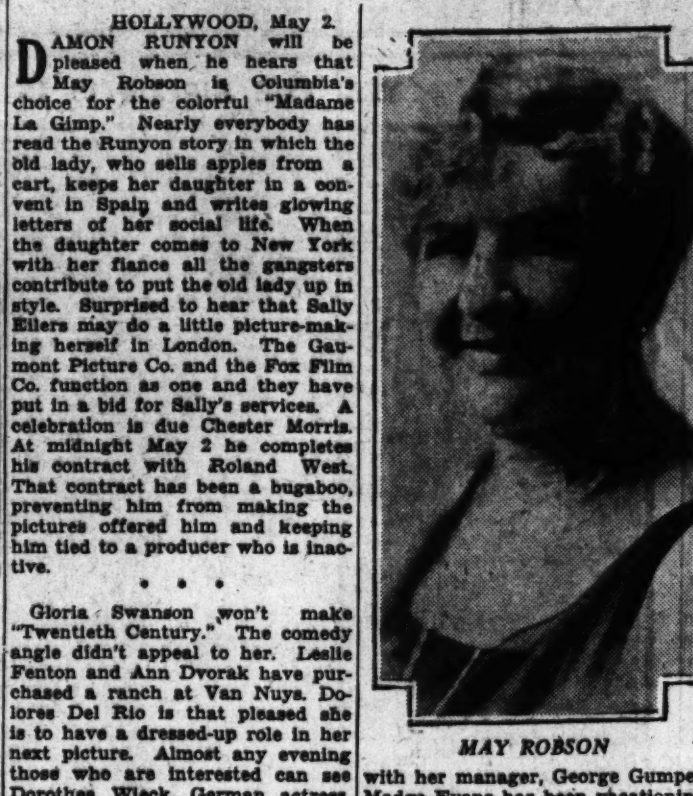 HOLLYWOOD, May 2.
DAMON RUNYON will be
pleased when he hears that
May Robson is Columbia's
choice for the colorful "Madame
La Gimp." Nearly everybody has
read the Runyon story in which the
old lady, who sells apples from a
cart, keeps her daughter in a con-
vent in Spain and writes glowing
letters of her social life. When
the daughter comes to New York
with her fiance all the gangsters
contribute to put the old lady up in
style. Surprised to hear that Sally
Eilers may do a little picture-mak-
ing herself in London. The Gau-
mont Picture Co. and the Fox Film
Co. function as one and they have
put in a bid for Sally's services. A
celebration is due Chester Morris.
At midnight May 2 he completes
his contract with Roland West.
That contract has been a bugaboo,
preventing him from making the
pictures offered him and keeping
him tied to a producer who is inac-
tive.
* * *
Gloria Swanson won't make
"Twentieth Century." The comedy
angle didn't appeal to her. Leslie
Fenton and Ann Dvorak have pur-
chased a ranch at Van Nuys. Do-
lores Del Rio is that pleased she
is to have a dressed-up role in her
next picture. Almost any evening
those who are interested can see
Dorothea Wieck, German actress,
MAY ROBSON
with her manager, George Gumpe
Madge Evans has been vacationin